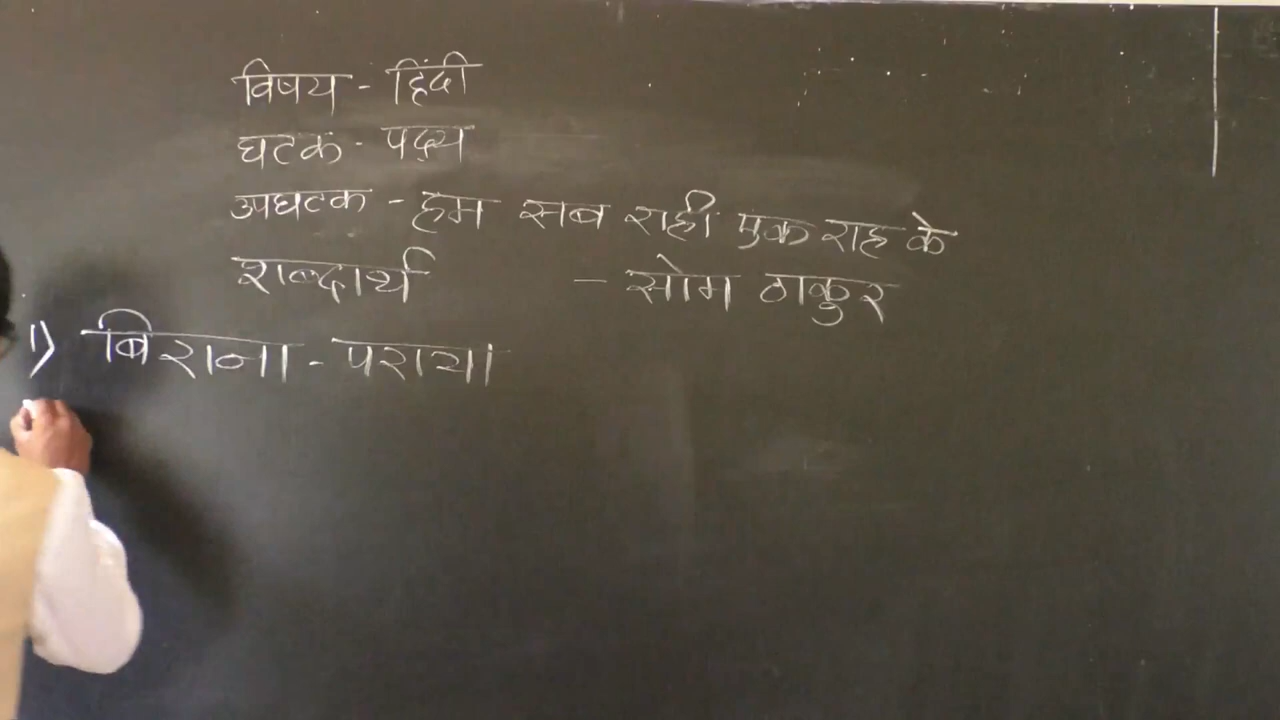 विषय - हिंदी
घटक - पद्य
उपघटक - हम सब राही एक राह के
शब्दार्थ - सोम ठाकुर
1) बिराना - पराया